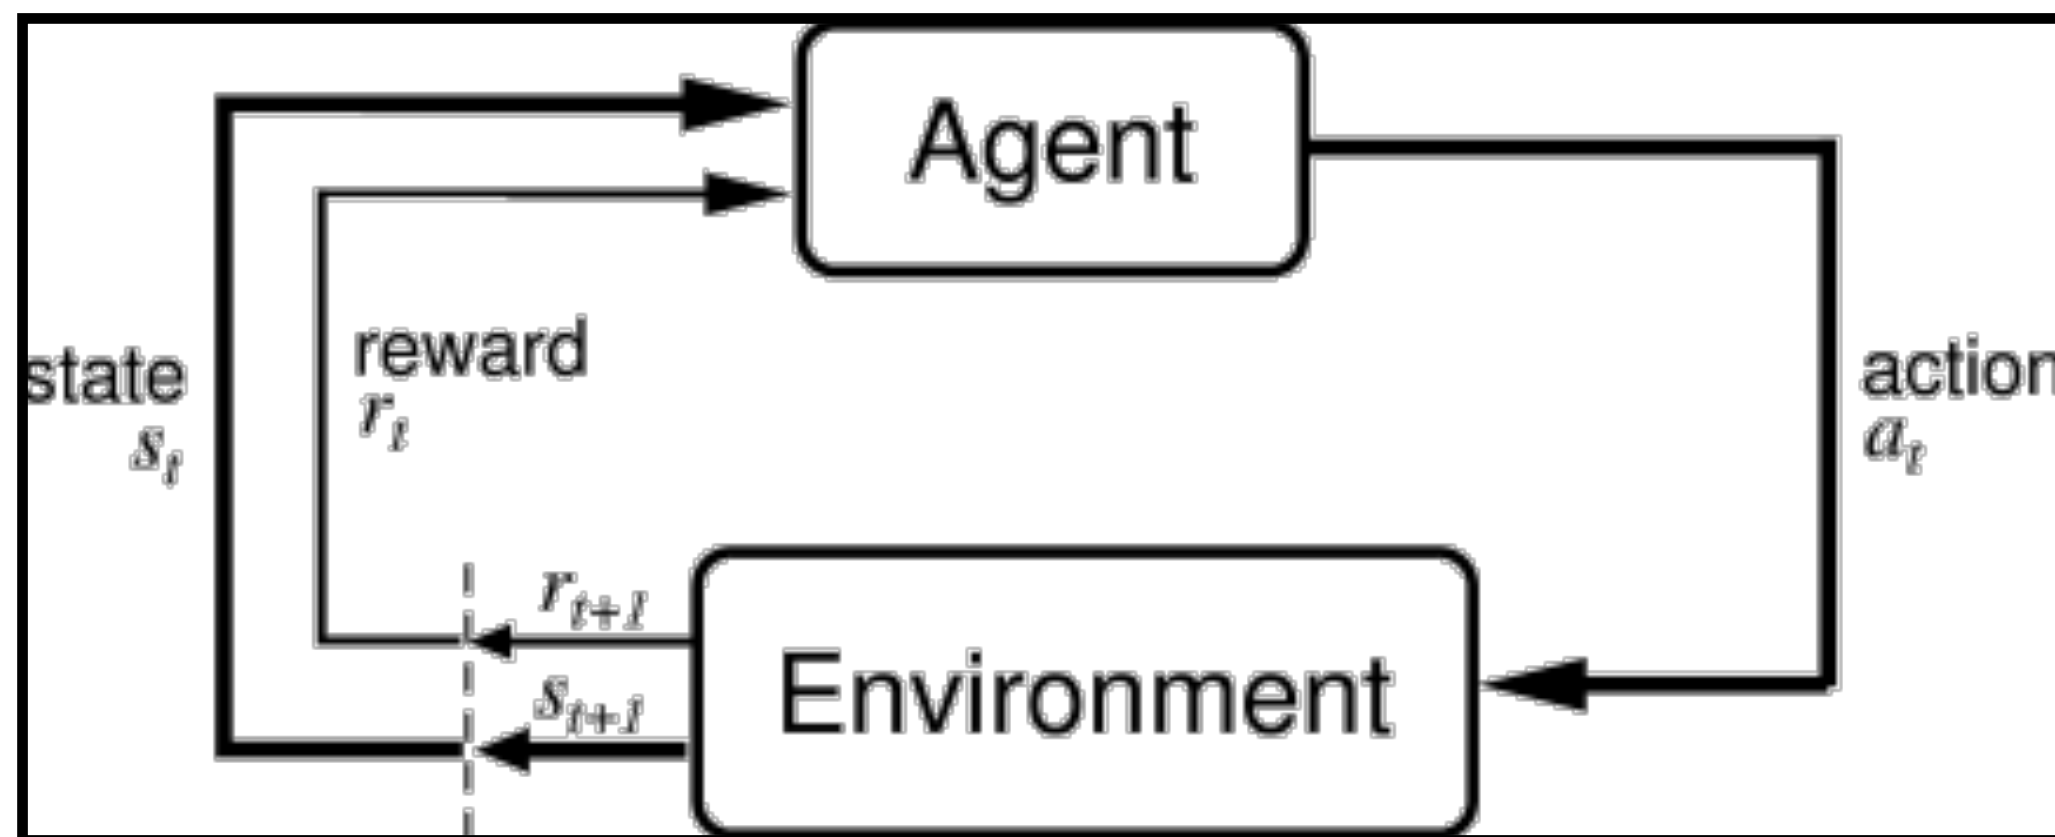 Agent
reward
r_t
state
s_t
action
a_t
r_{t+1}
s_{t+1}
Environment